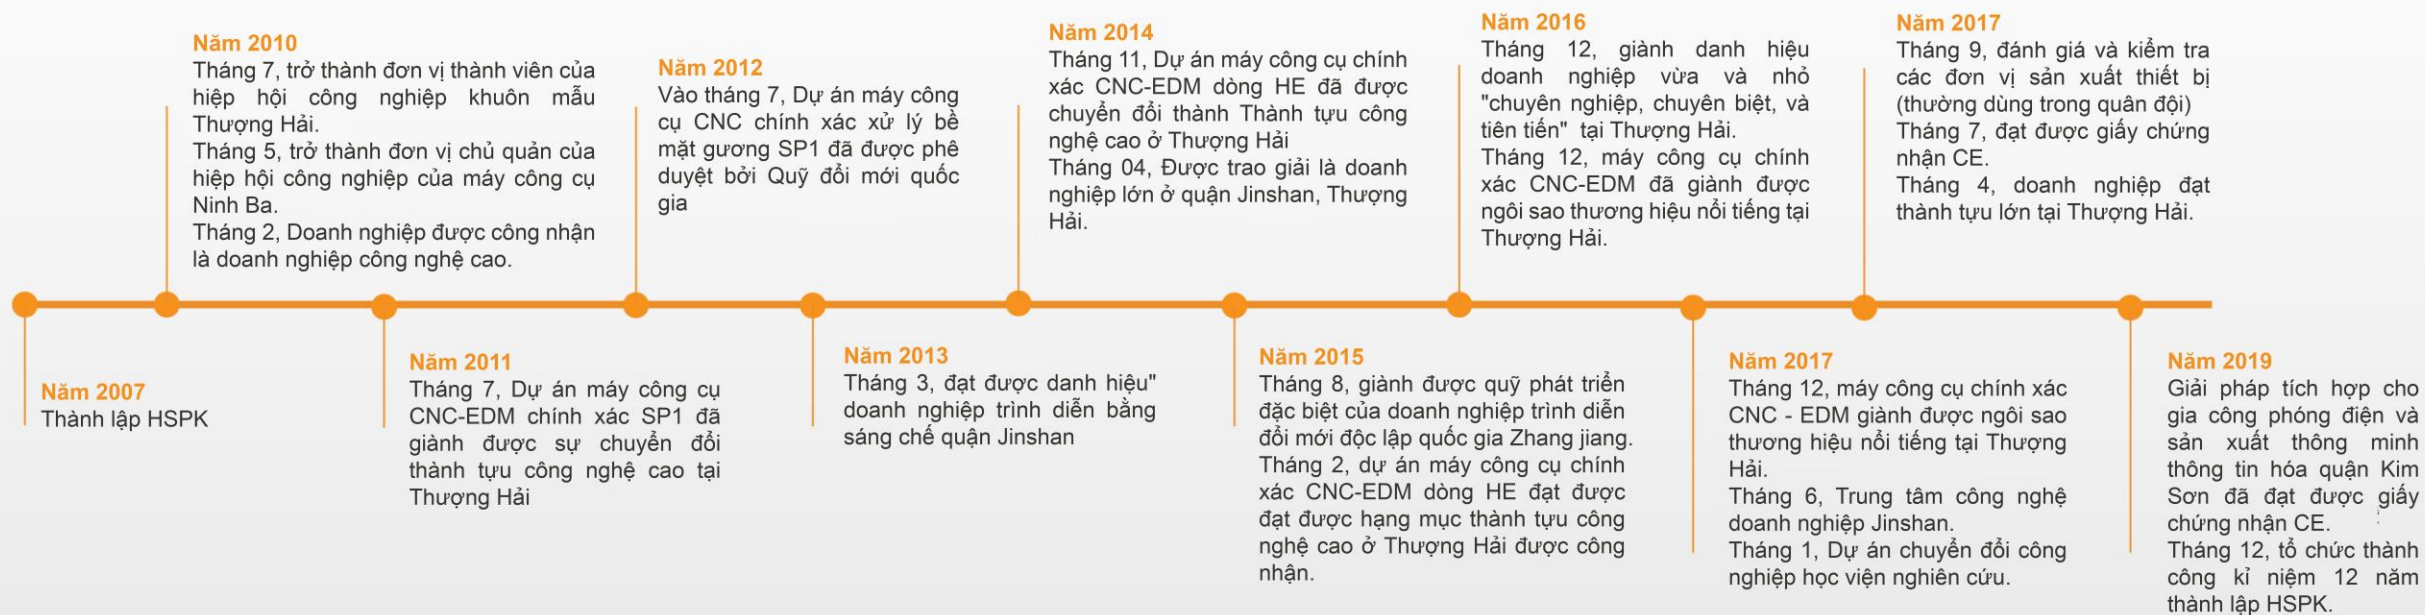 Năm 2007
Thành lập HSPK
Năm 2010
Tháng 7, trở thành đơn vị thành viên của
hiệp hội công nghiệp khuôn mẫu
Thượng Hải.
Tháng 5, trở thành đơn vị chủ quản của
hiệp hội công nghiệp của máy công cụ
Ninh Ba.
Tháng 2, Doanh nghiệp được công nhận
là doanh nghiệp công nghệ cao.
Năm 2011
Tháng 7, Dự án máy công cụ
CNC-EDM chính xác SP1 đã
giành được sự chuyển đổi
thành tựu công nghệ cao tại
Thượng Hải
Năm 2012
Vào tháng 7, Dự án máy công
cụ CNC chính xác xử lý bề
mặt gương SP1 đã được phê
duyệt bởi Quỹ đổi mới quốc
gia
Năm 2013
Tháng 3, đạt được danh hiệu"
doanh nghiệp trình diễn bằng
sáng chế quận Jinshan
Năm 2014
Tháng 11, Dự án máy công cụ chính
xác CNC-EDM dòng HE đã được
chuyển đổi thành Thành tựu công
nghệ cao ở Thượng Hải
Tháng 04, Được trao giải là doanh
nghiệp lớn ở quận Jinshan, Thượng
Hải.
Năm 2015
Tháng 8, giành được quỹ phát triển
đặc biệt của doanh nghiệp trình diễn
đổi mới độc lập quốc gia Zhang jiang.
Tháng 2, dự án máy công cụ chính
xác CNC-EDM dòng HE đạt được
đạt được hạng mục thành tựu công
nghệ cao ở Thượng Hải được công
nhận.
Năm 2016
Tháng 12, giành danh hiệu
doanh nghiệp vừa và nhỏ
"chuyên nghiệp, chuyên biệt, và
tiên tiến" tại Thượng Hải.
Tháng 12, máy công cụ chính
xác CNC-EDM đã giành được
ngôi sao thương hiệu nổi tiếng tại
Thượng Hải.
Năm 2017
Tháng 12, máy công cụ chính xác
CNC - EDM giành được ngôi sao
thương hiệu nổi tiếng tại Thượng
Hải.
Tháng 6, Trung tâm công nghệ
doanh nghiệp Jinshan.
Tháng 1, Dự án chuyển đổi công
nghiệp học viện nghiên cứu.
Năm 2017
Tháng 9, đánh giá và kiểm tra
các đơn vị sản xuất thiết bị
(thường dùng trong quân đội)
Tháng 7, đạt được giấy chứng
nhận CE.
Tháng 4, doanh nghiệp đạt
thành tựu lớn tại Thượng Hải.
Năm 2019
Giải pháp tích hợp cho
gia công phóng điện và
sản xuất thông minh
thông tin hóa quận Kim
Sơn đã đạt được giấy
chứng nhận CE.
Tháng 12, tổ chức thành
công kỉ niệm 12 năm
thành lập HSPK.